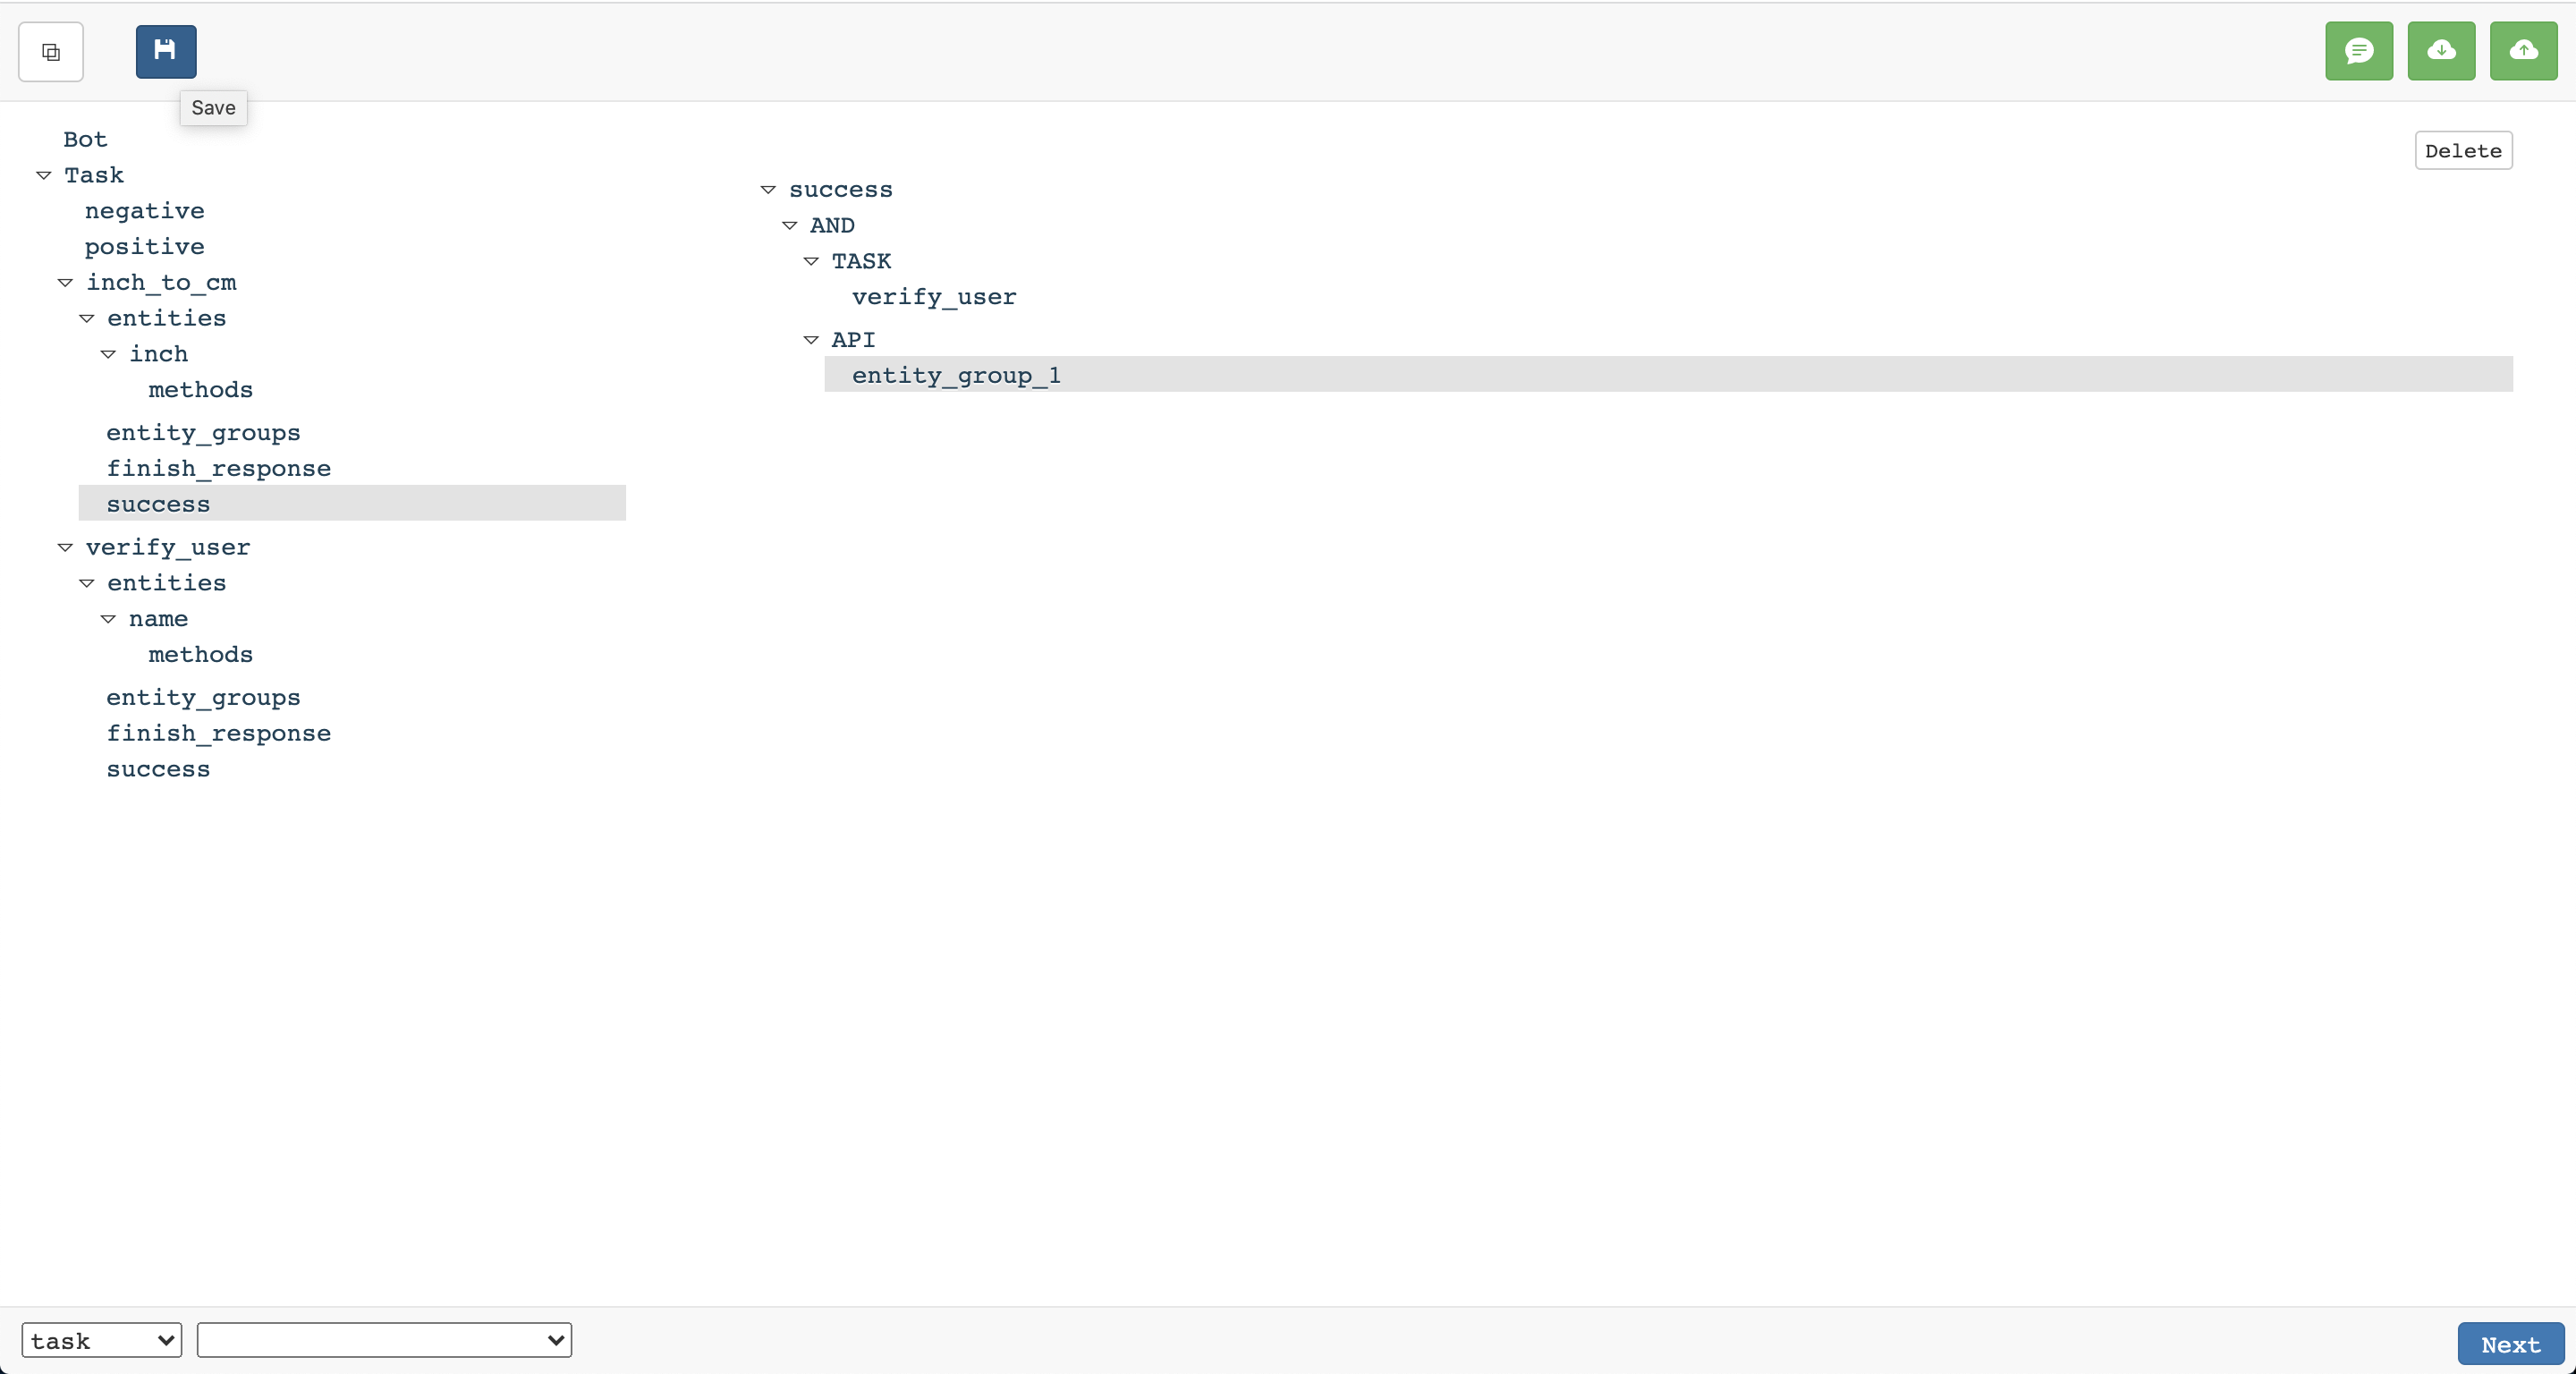 Save
Bot
Task
negative
positive
inch_to_cm
entities
inch
methods
entity_groups
finish_response
success
verify_user
entities
name
methods
entity_groups
finish_response
success
Delete
success
AND
TASK
verify_user
API
entity_group_1
task
Next